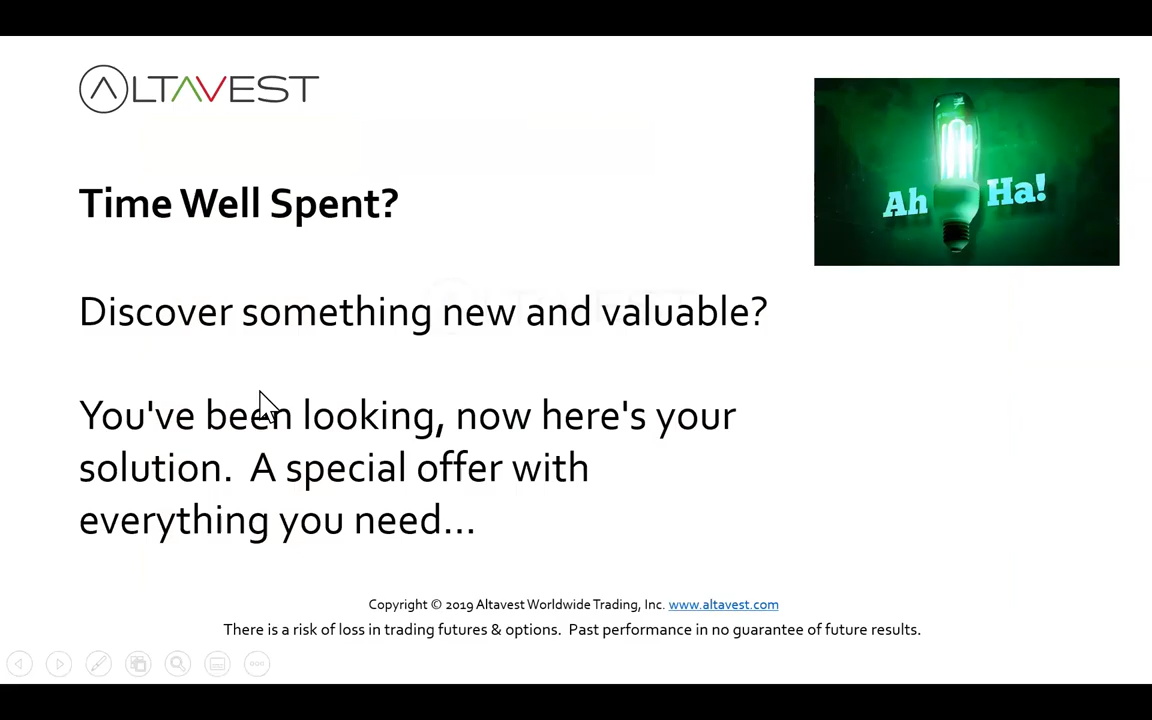 ALTAVEST
Ah Ha!
Time Well Spent?
Discover something new and valuable?
You've been looking, now here's your
solution.  A special offer with
everything you need...
Copyright © 2019 Altavest Worldwide Trading, Inc. www.altavest.com
There is a risk of loss in trading futures & options.  Past performance in no guarantee of future results.